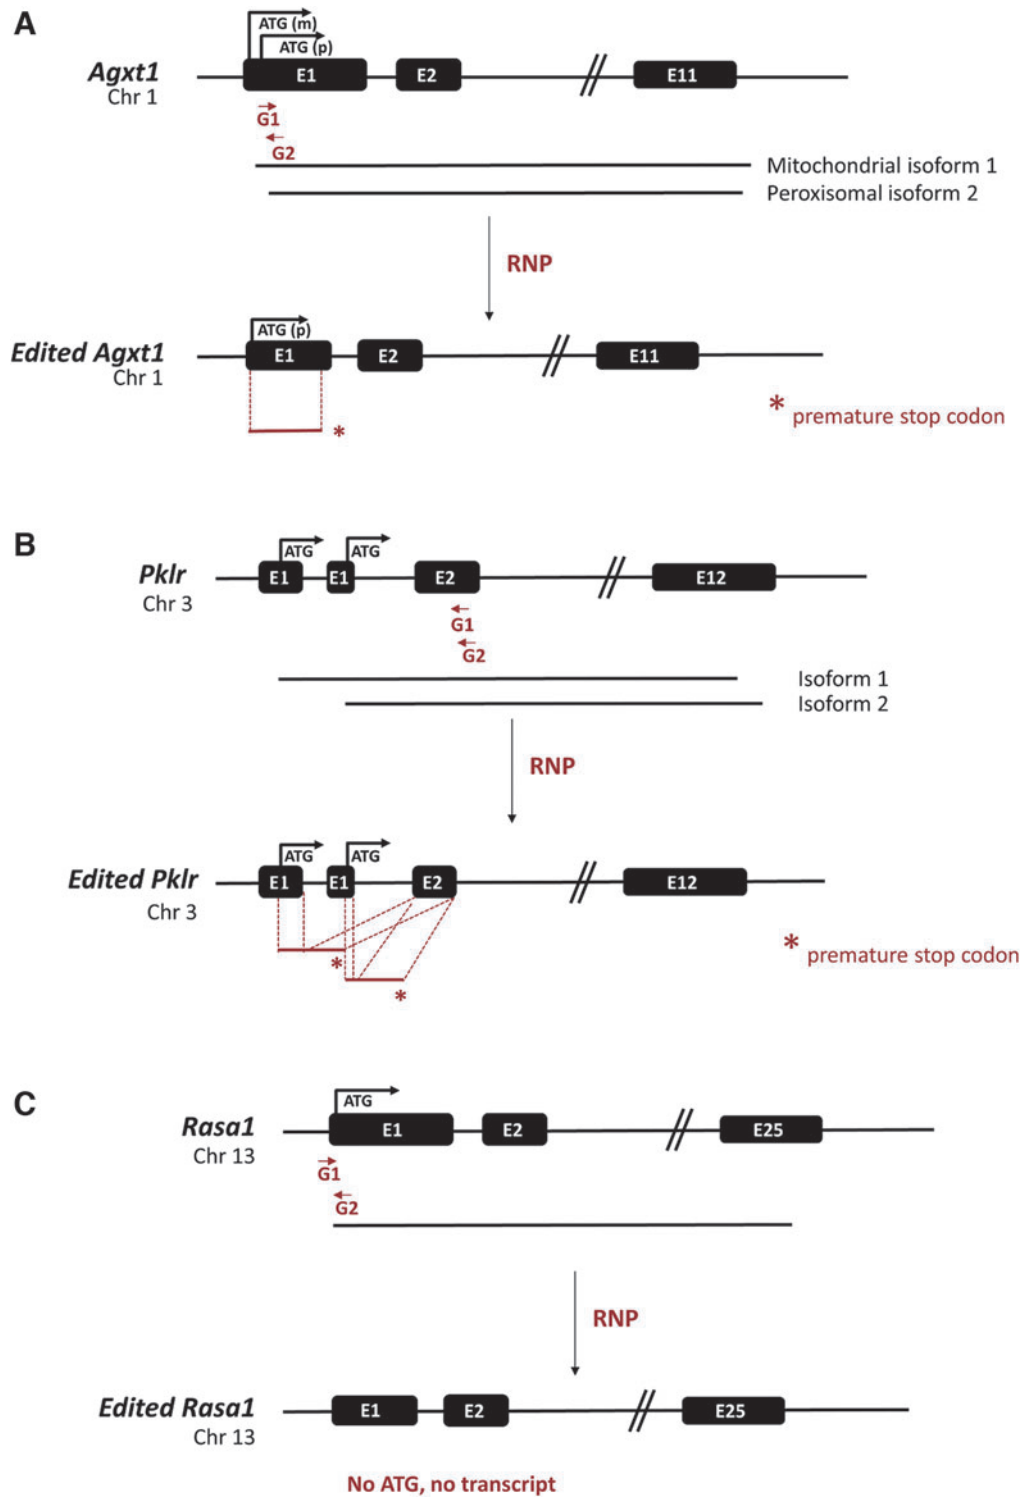 A
ATG (m)
ATG (p)
Agxt1
Chr 1
E1 E2 E11
G1
G2
Mitochondrial isoform 1
Peroxisomal isoform 2
RNP
ATG (p)
Edited Agxt1
Chr 1
E1 E2 E11
* premature stop codon
*
B
ATG ATG
Pklr
Chr 3
E1 E1 E2 E12
G1
G2
Isoform 1
Isoform 2
RNP
ATG ATG
Edited Pklr
Chr 3
E1 E1 E2 E12
* premature stop codon
*
*
C
ATG
Rasa1
Chr 13
E1 E2 E25
G1
G2
RNP
Edited Rasa1
Chr 13
E1 E2 E25
No ATG, no transcript